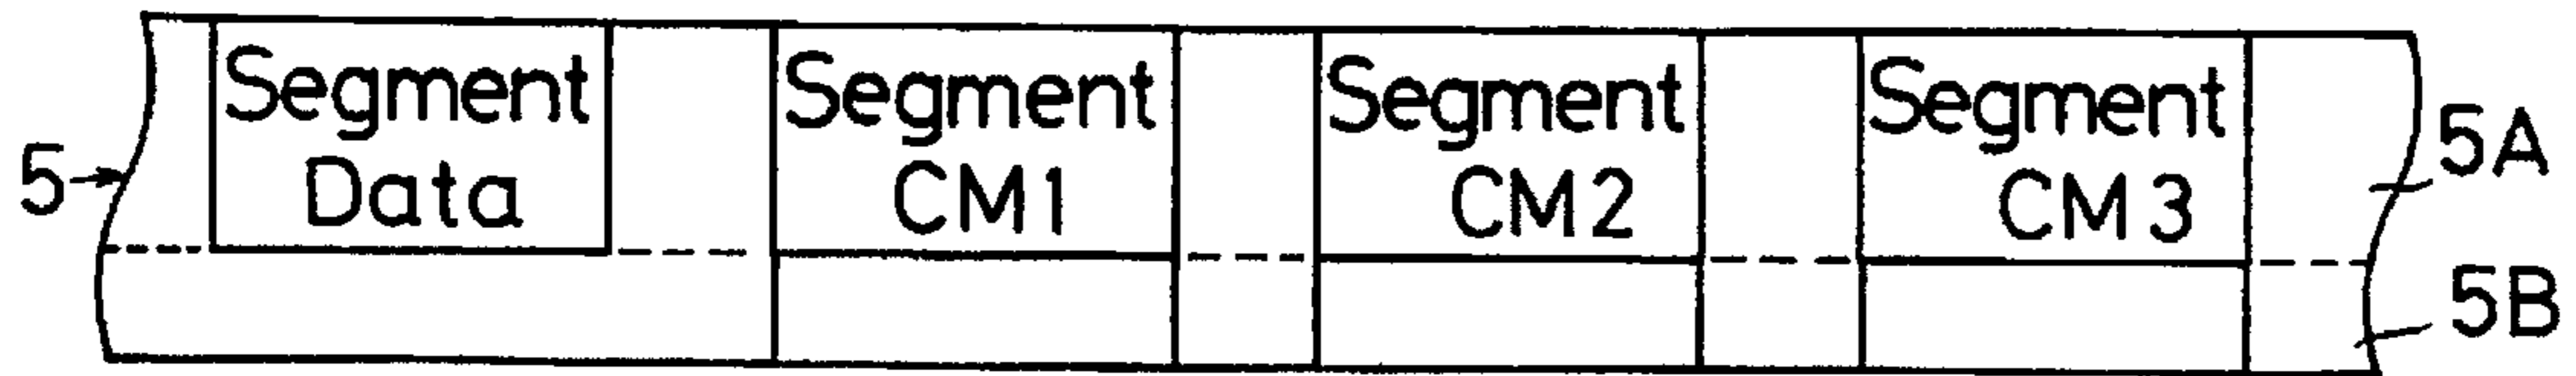 5
Segment
Data
Segment
CM1
Segment
CM2
Segment
CM3
5A
5B